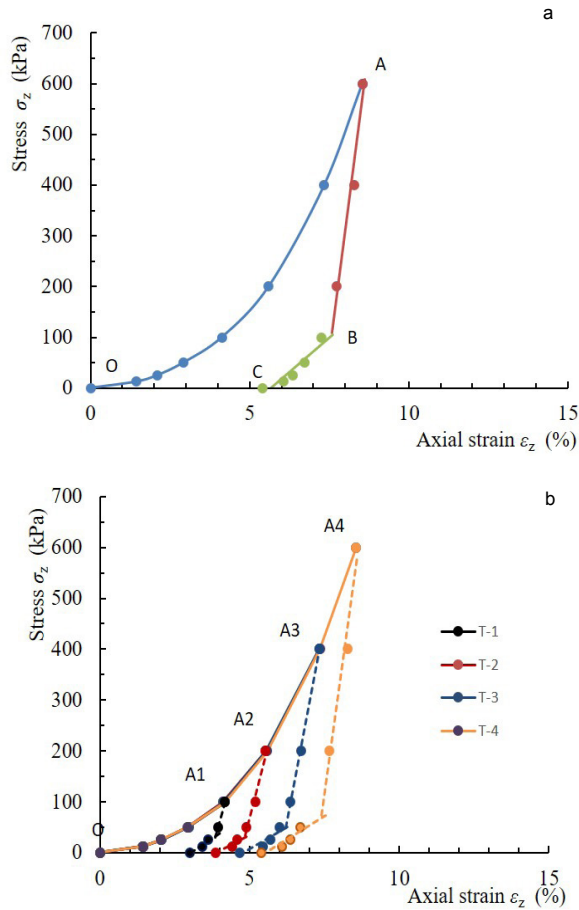 a
Stress σz (kPa)
700
600
500
400
300
200
100
0
A
B
C
O
0
5
10
15
Axial strain εz (%)
b
Stress σz (kPa)
700
600
500
400
300
200
100
0
A4
A3
A2
A1
O
T-1
T-2
T-3
T-4
0
5
10
15
Axial strain εz (%)